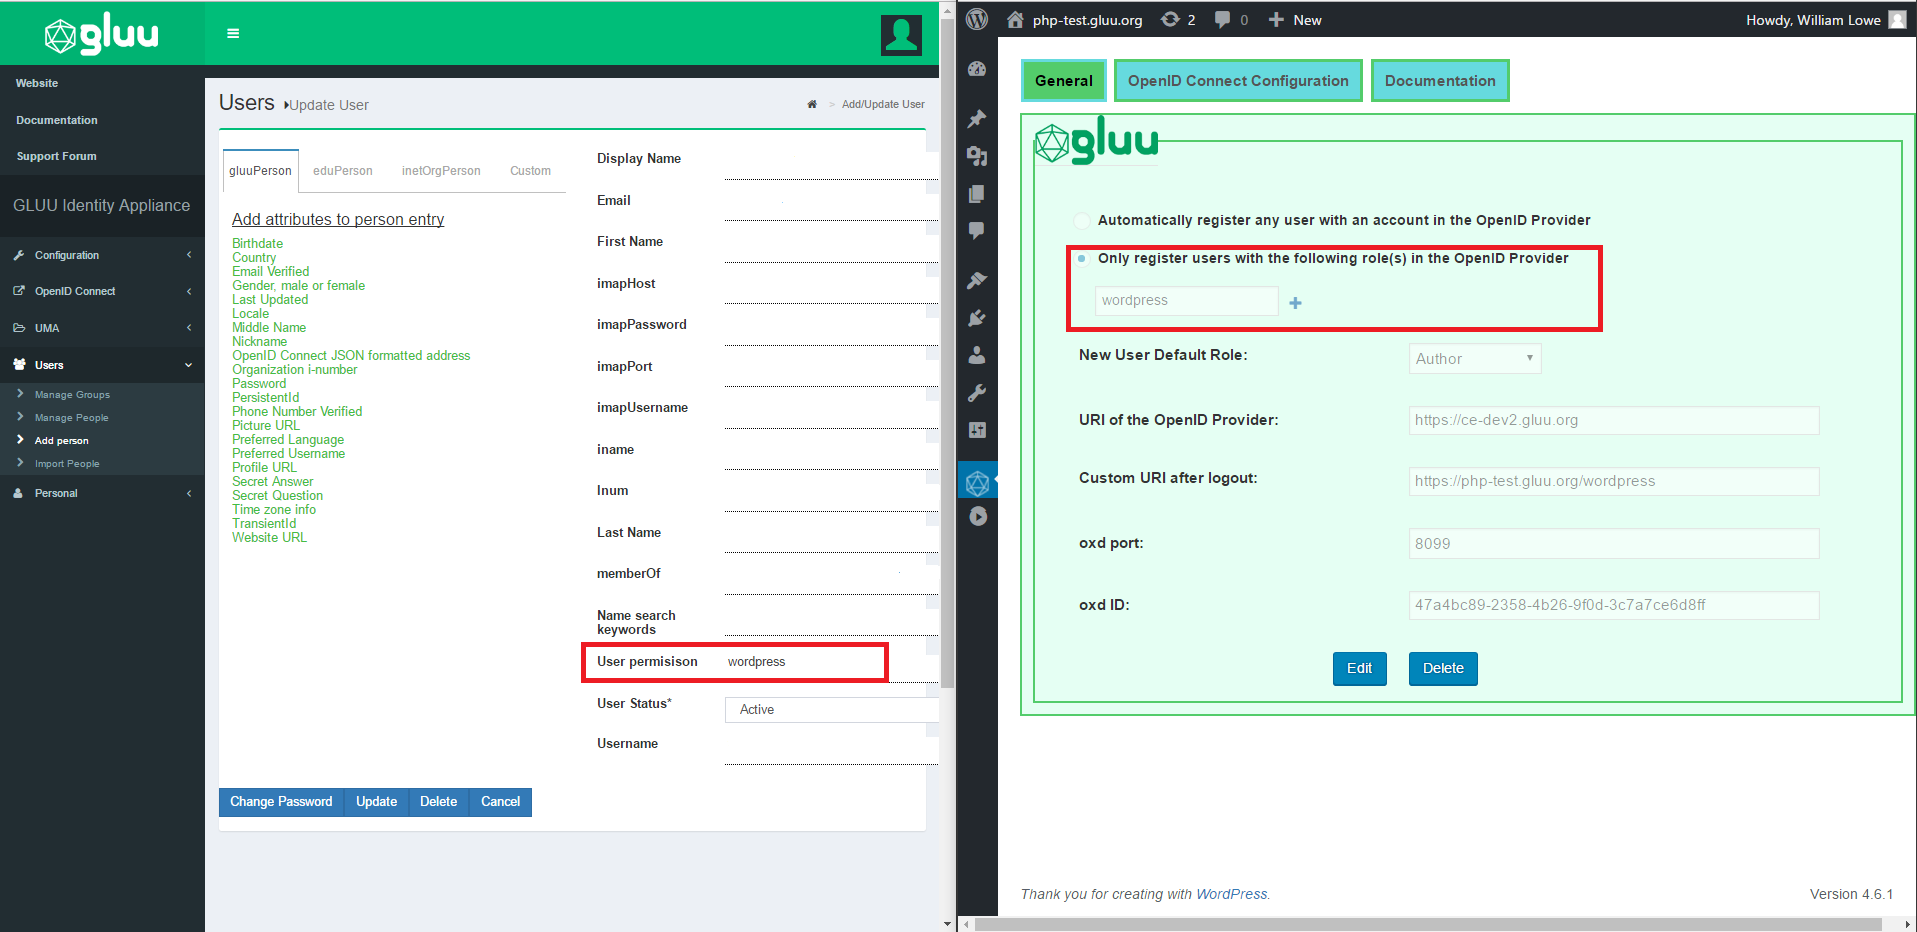 gluu
Website
Documentation
Support Forum
GLUU Identity Appliance
Configuration
OpenID Connect
UMA
Users
Manage Groups
Manage People
Add person
Import People
Personal
Users Update User
> Add/Update User
gluuPerson eduPerson inetOrgPerson Custom
Add attributes to person entry
Birthdate
Country
Email Verified
Gender, male or female
Last Updated
Locale
Middle Name
Nickname
OpenID Connect JSON formatted address
Organization i-number
Password
PersistentId
Phone Number Verified
Picture URL
Preferred Language
Preferred Username
Profile URL
Secret Answer
Secret Question
Time zone info
TransientId
Website URL
Display Name
Email
First Name
imapHost
imapPassword
imapPort
imapUsername
iname
Inum
Last Name
memberOf
Name search
keywords
User permisison wordpress
User Status* Active
Username
Change Password Update Delete Cancel
php-test.gluu.org 2 0 New Howdy, William Lowe
General OpenID Connect Configuration Documentation
gluu
Automatically register any user with an account in the OpenID Provider
Only register users with the following role(s) in the OpenID Provider
wordpress
New User Default Role: Author
URI of the OpenID Provider: https://ce-dev2.gluu.org
Custom URI after logout: https://php-test.gluu.org/wordpress
oxd port: 8099
oxd ID: 47a4bc89-2358-4b26-9f0d-3c7a7ce6d8ff
Edit Delete
Thank you for creating with WordPress. Version 4.6.1